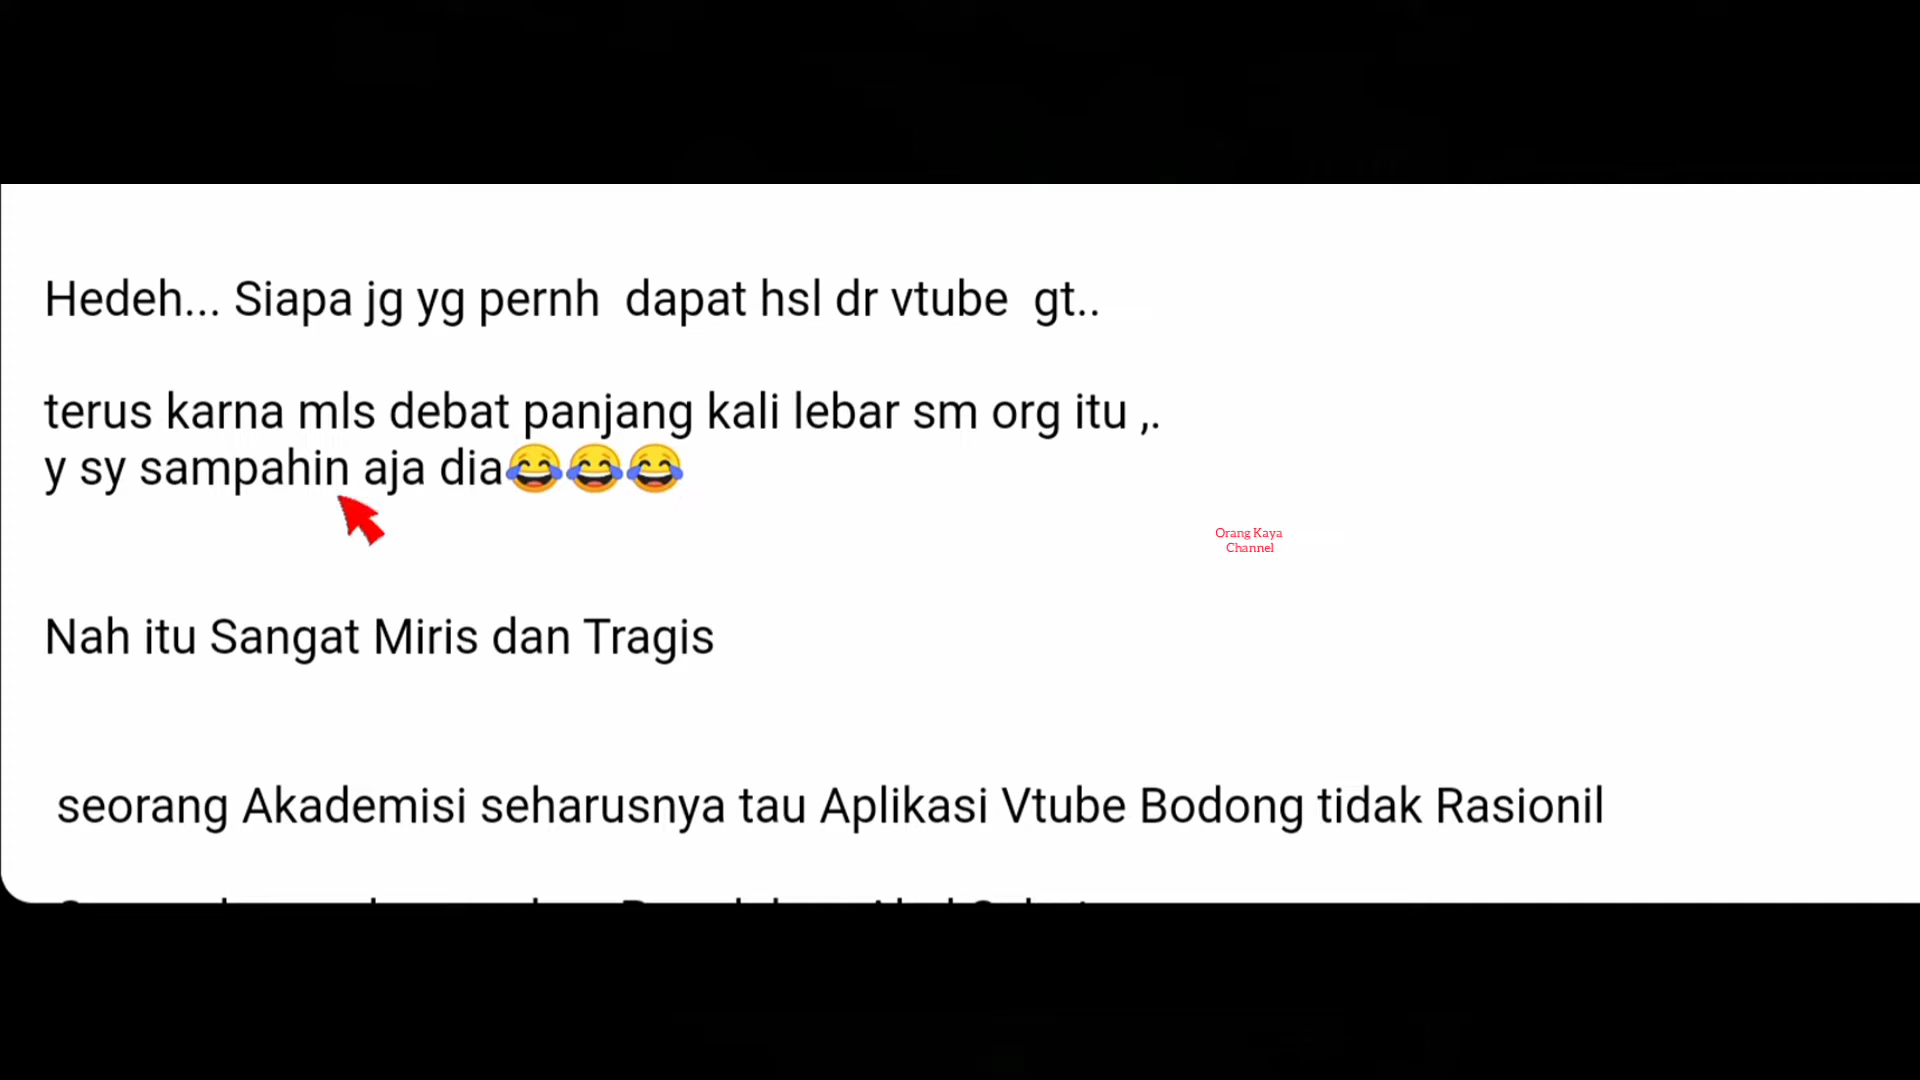 Hedeh... Siapa jg yg pernh  dapat hsl dr vtube  gt..
terus karna mls debat panjang kali lebar sm org itu ,.
y sy sampahin aja dia😂😂😂
Orang Kaya
Channel
Nah itu Sangat Miris dan Tragis
seorang Akademisi seharusnya tau Aplikasi Vtube Bodong tidak Rasionil